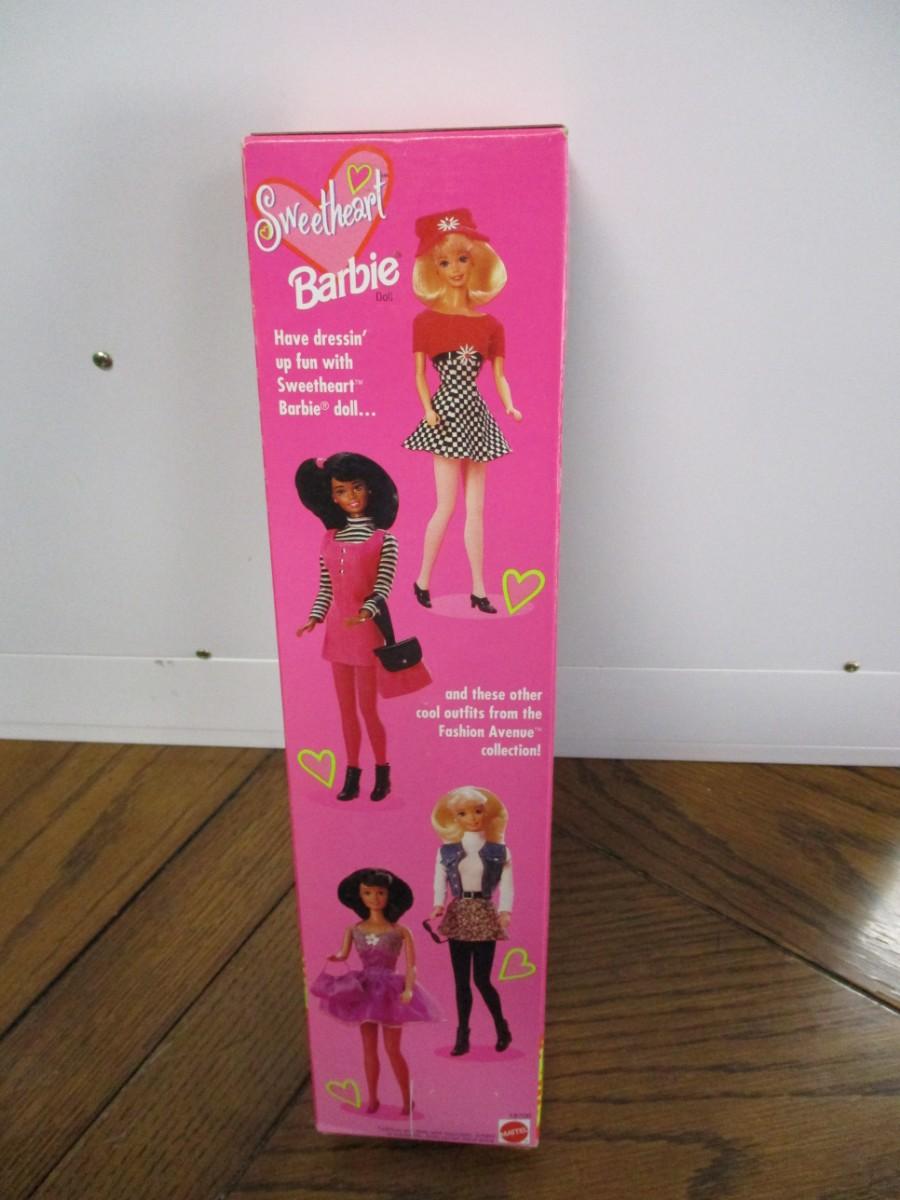 Sweetheart™
Barbie®
Doll
Have dressin'
up fun with
Sweetheart™
Barbie® doll...
and these other
cool outfits from the
Fashion Avenue™
collection!
MATTEL